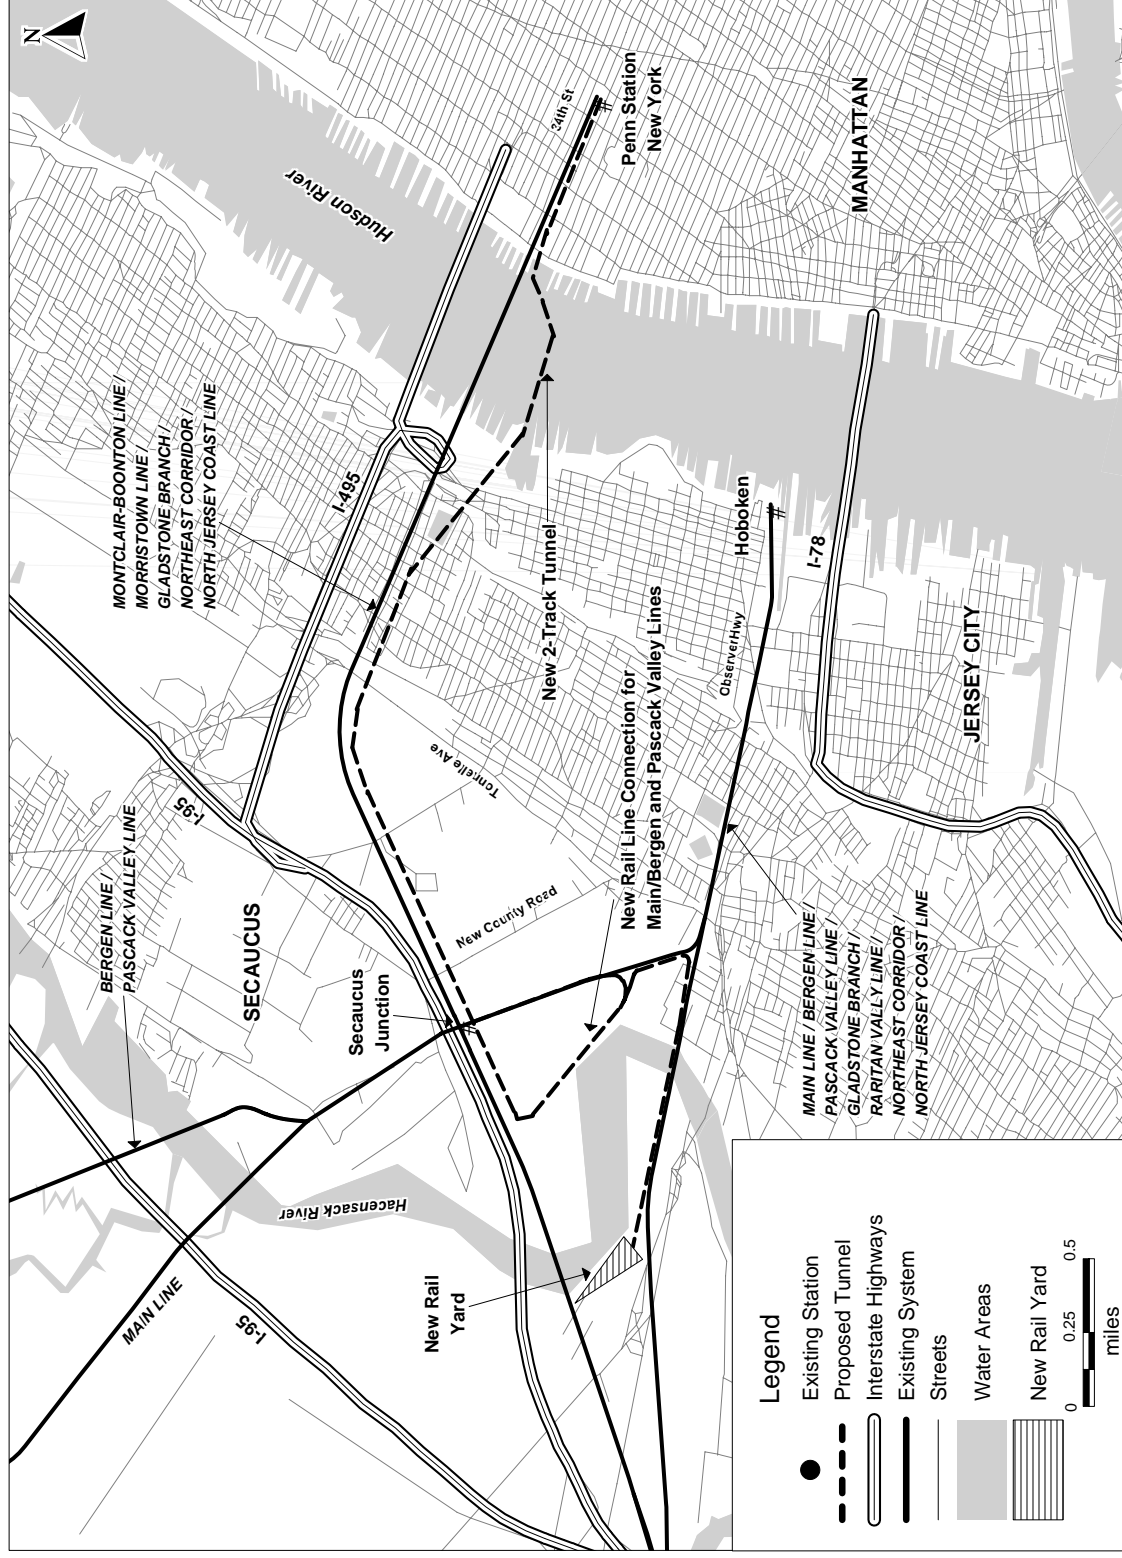 N
Hudson River
34th St
Penn Station
New York
MANHATTAN
MONTCLAIR-BOONTON LINE /
MORRISTOWN LINE /
GLADSTONE BRANCH /
NORTHEAST CORRIDOR /
NORTH JERSEY COAST LINE
I-495
I-95
BERGEN LINE /
PASCACK VALLEY LINE
SECAUCUS
Secaucus
Junction
New County Road
Tonnelle Ave
New 2-Track Tunnel
New Rail Line Connection for
Main/Bergen and Pascack Valley Lines
Hoboken
Observer Hwy
I-78
JERSEY CITY
MAIN LINE / BERGEN LINE /
PASCACK VALLEY LINE /
GLADSTONE BRANCH /
RARITAN VALLY LINE /
NORTHEAST CORRIDOR /
NORTH JERSEY COAST LINE
Hacensack River
MAIN LINE
I-95
New Rail
Yard
Legend
Existing Station
Proposed Tunnel
Interstate Highways
Existing System
Streets
Water Areas
New Rail Yard
0 0.25 0.5
miles